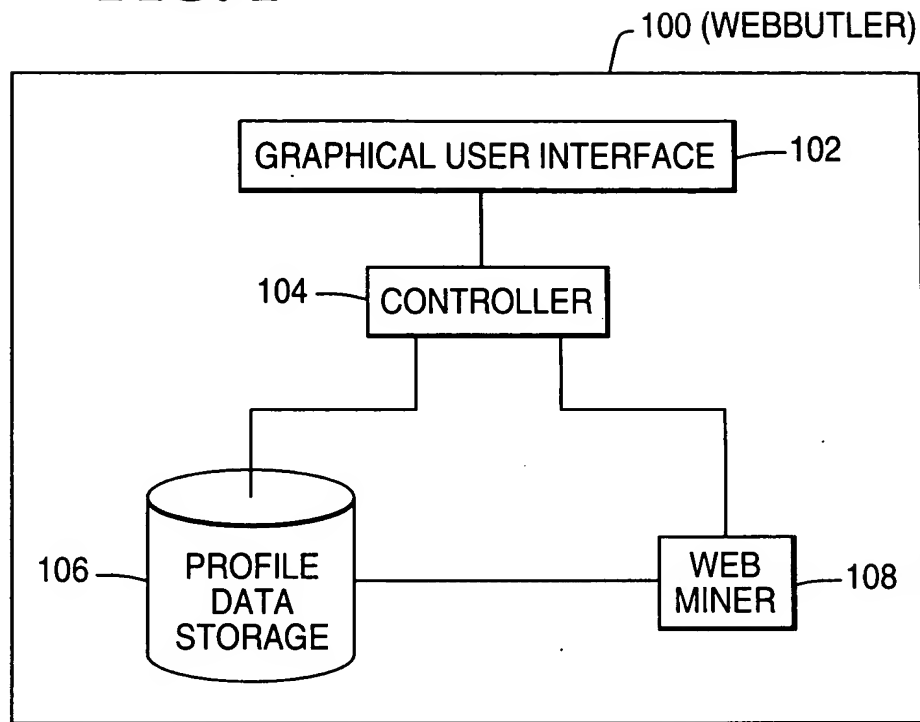 100 (WEBBUTLER)
GRAPHICAL USER INTERFACE
102
104
CONTROLLER
106
PROFILE
DATA
STORAGE
WEB
MINER
108